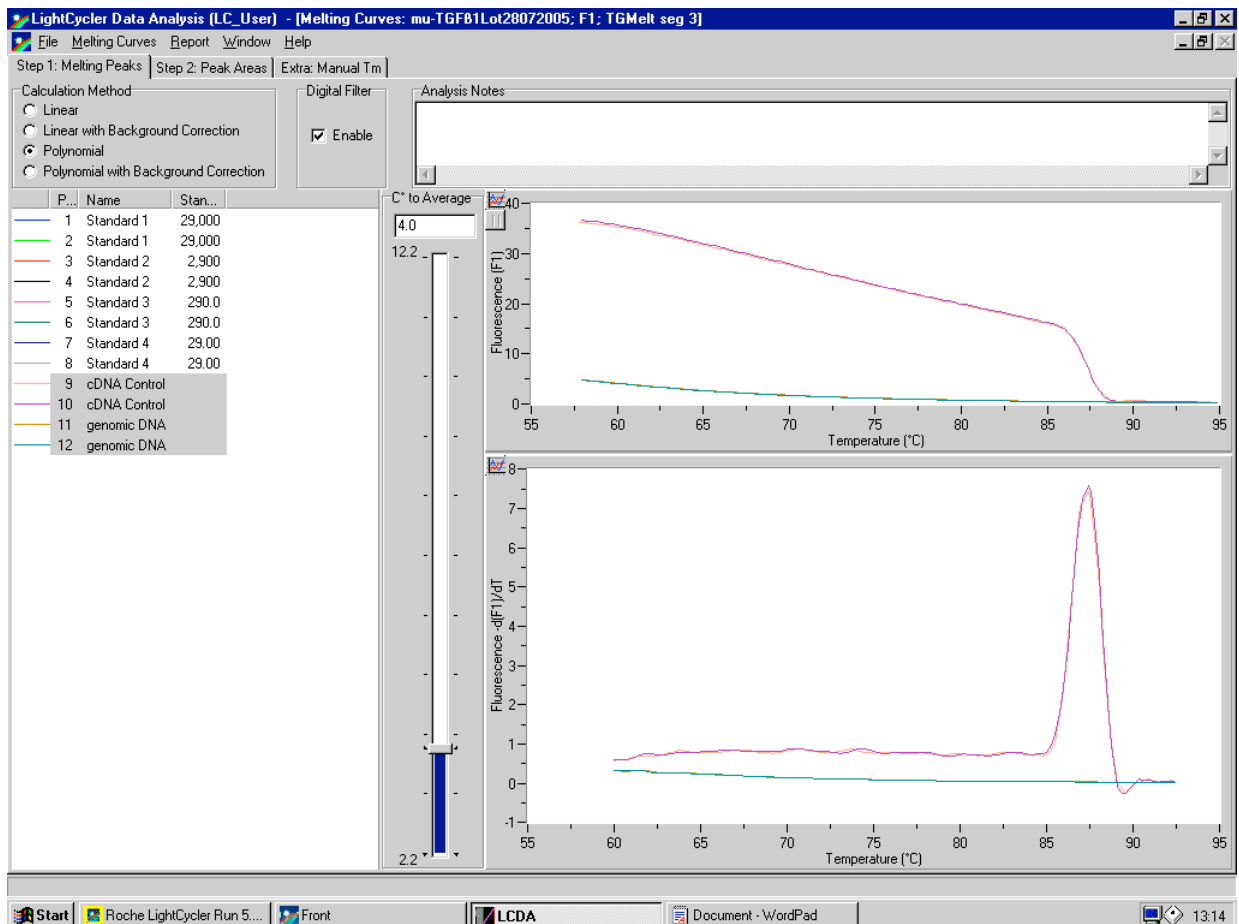 LightCycler Data Analysis (LC_User) - [Melting Curves: mu-TGFß1Lot28072005; F1; TGMelt seg 3]
File Melting Curves Report Window Help
Step 1: Melting Peaks Step 2: Peak Areas Extra: Manual Tm
Calculation Method
Linear
Linear with Background Correction
Polynomial
Polynomial with Background Correction
Digital Filter
Enable
Analysis Notes
P... Name Stan...
1 Standard 1 29,000
2 Standard 1 29,000
3 Standard 2 2,900
4 Standard 2 2,900
5 Standard 3 290.0
6 Standard 3 290.0
7 Standard 4 29.00
8 Standard 4 29.00
9 cDNA Control
10 cDNA Control
11 genomic DNA
12 genomic DNA
C° to Average
4.0
12.2
2.2
Fluorescence (F1)
40
30
20
10
0
55 60 65 70 75 80 85 90 95
Temperature (°C)
Fluorescence -d(F1)/dT
8
7
6
5
4
3
2
1
0
-1
55 60 65 70 75 80 85 90 95
Temperature (°C)
Start Roche LightCycler Run 5.... Front LCDA Document - WordPad 13:14